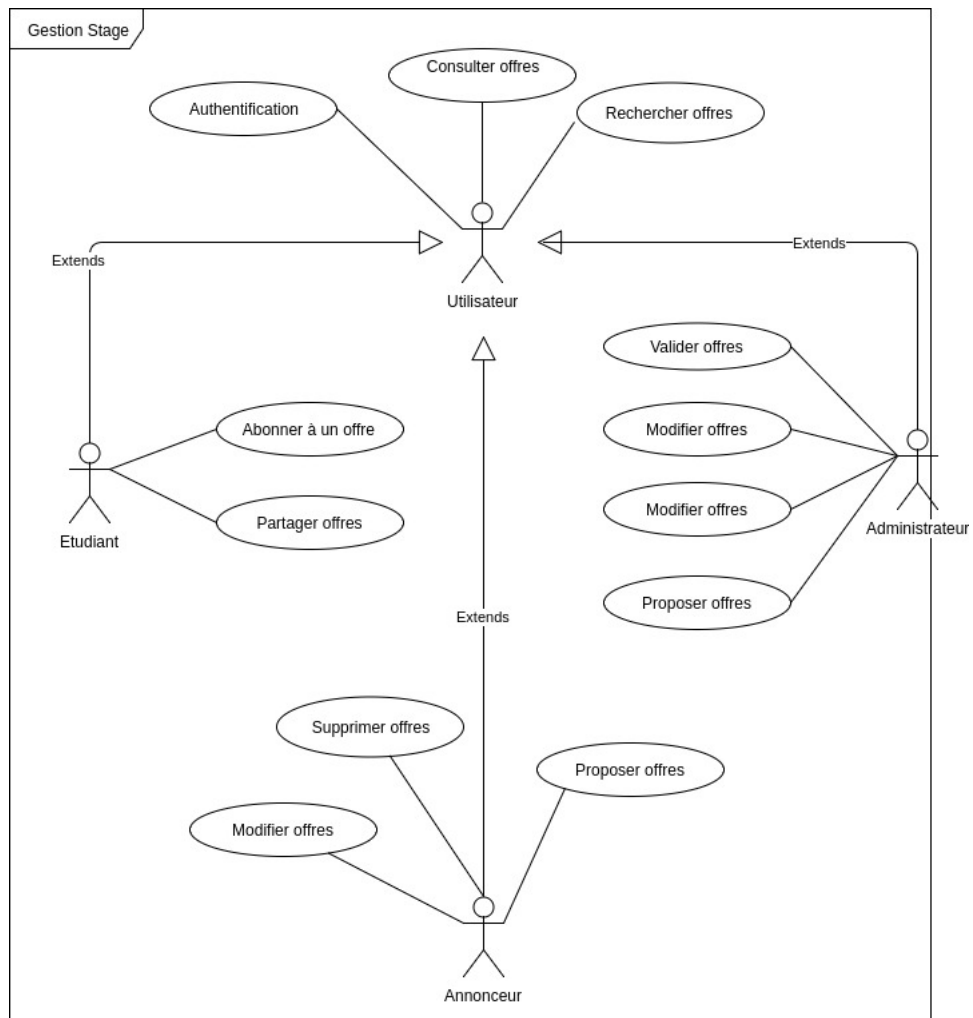 Gestion Stage
Consulter offres
Authentification
Rechercher offres
Extends
Extends
Utilisateur
Valider offres
Abonner à un offre
Modifier offres
Modifier offres
Partager offres
Etudiant
Administrateur
Proposer offres
Extends
Supprimer offres
Proposer offres
Modifier offres
Annonceur